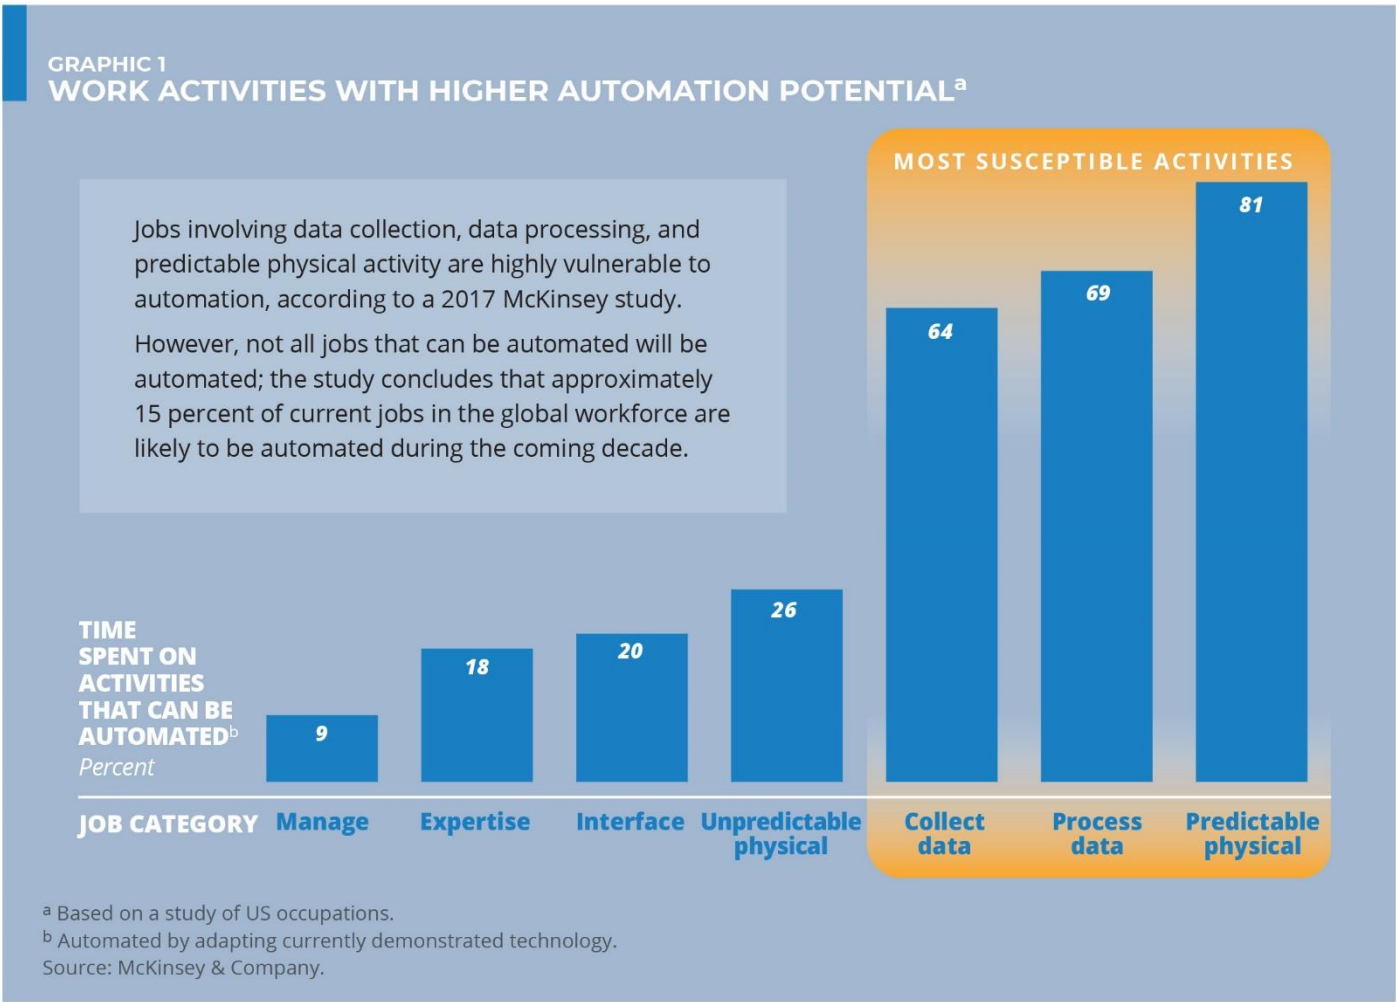 GRAPHIC 1
WORK ACTIVITIES WITH HIGHER AUTOMATION POTENTIALᵃ
MOST SUSCEPTIBLE ACTIVITIES
Jobs involving data collection, data processing, and
predictable physical activity are highly vulnerable to
automation, according to a 2017 McKinsey study.
However, not all jobs that can be automated will be
automated; the study concludes that approximately
15 percent of current jobs in the global workforce are
likely to be automated during the coming decade.
TIME
SPENT ON
ACTIVITIES
THAT CAN BE
AUTOMATEDᵇ
Percent
9
18
20
26
64
69
81
JOB CATEGORY
Manage
Expertise
Interface
Unpredictable
physical
Collect
data
Process
data
Predictable
physical
ᵃ Based on a study of US occupations.
ᵇ Automated by adapting currently demonstrated technology.
Source: McKinsey & Company.